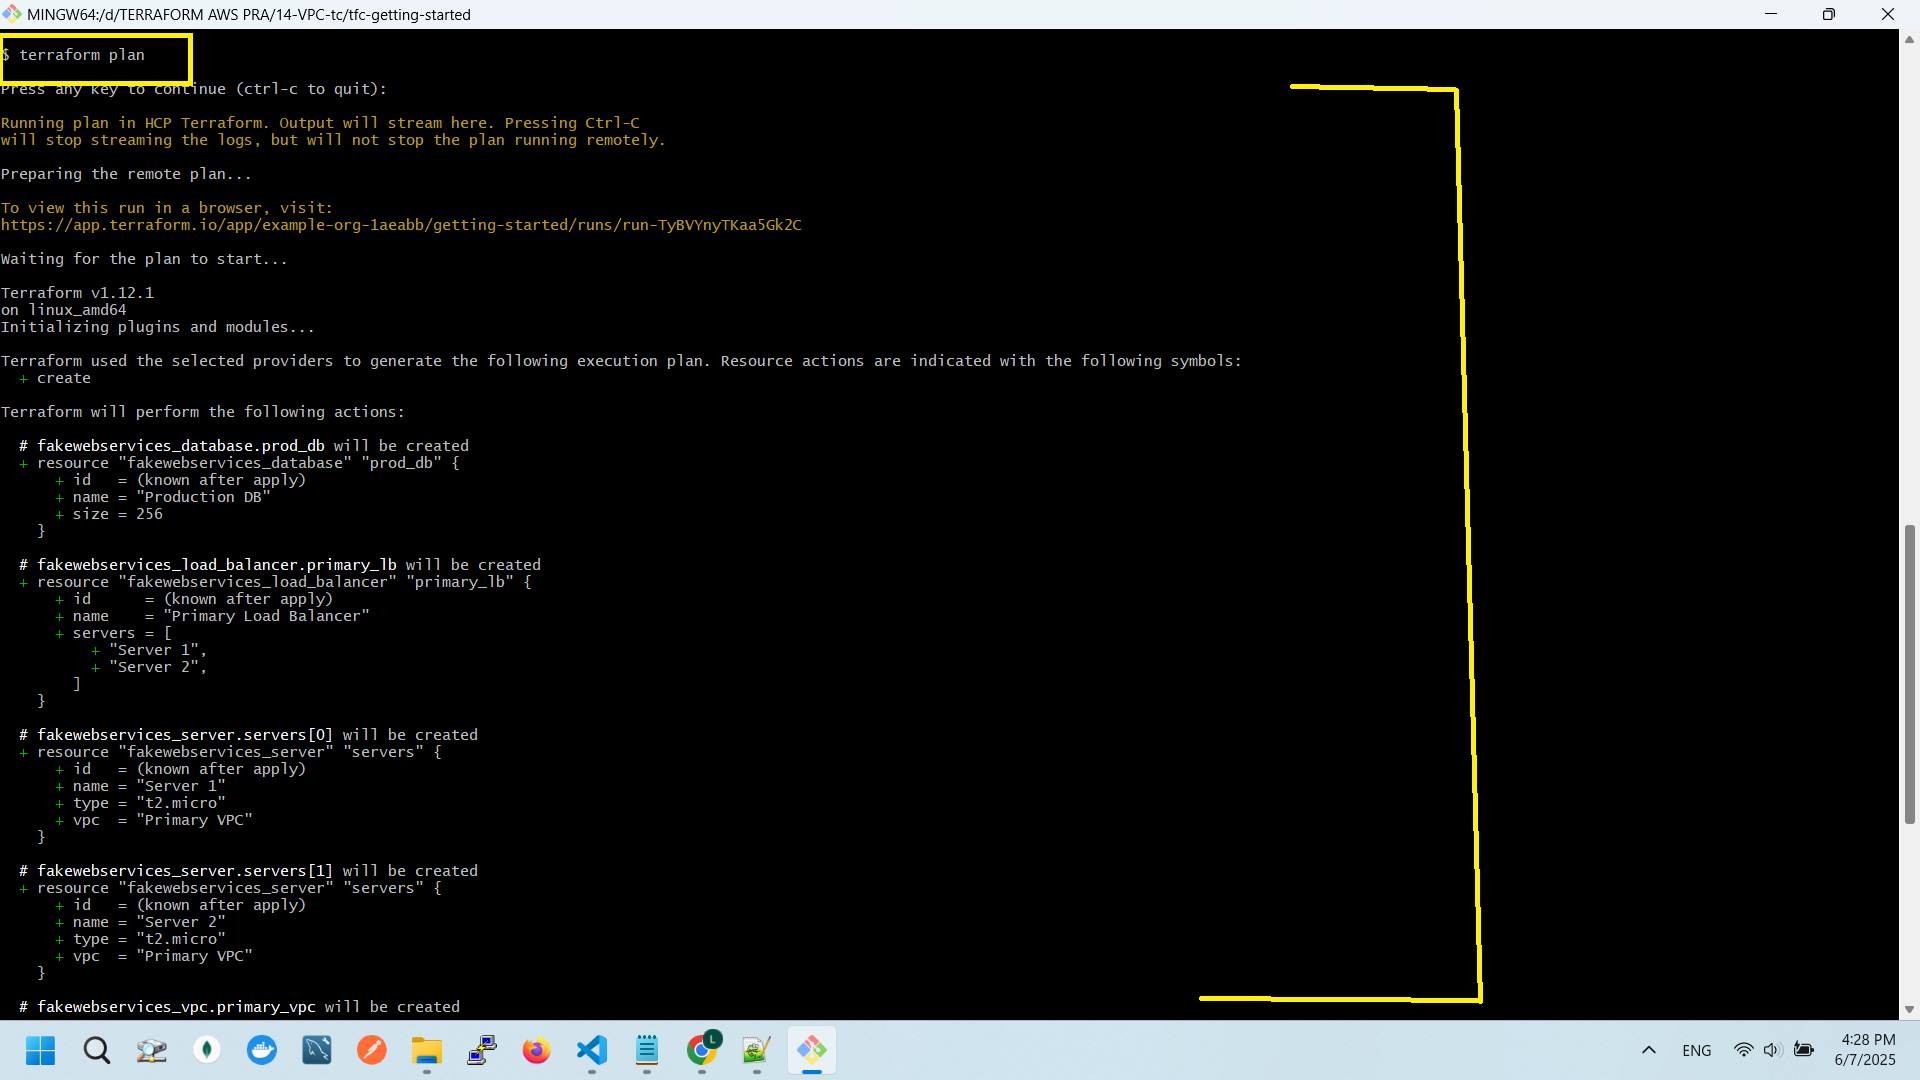 MINGW64:/d/TERRAFORM AWS PRA/14-VPC-tc/tfc-getting-started
$ terraform plan
Press any key to continue (ctrl-c to quit):
Running plan in HCP Terraform. Output will stream here. Pressing Ctrl-C
will stop streaming the logs, but will not stop the plan running remotely.
Preparing the remote plan...
To view this run in a browser, visit:
https://app.terraform.io/app/example-org-1aeabb/getting-started/runs/run-TyBVYnyTKaa5Gk2C
Waiting for the plan to start...
Terraform v1.12.1
on linux_amd64
Initializing plugins and modules...
Terraform used the selected providers to generate the following execution plan. Resource actions are indicated with the following symbols:
  + create
Terraform will perform the following actions:
  # fakewebservices_database.prod_db will be created
  + resource "fakewebservices_database" "prod_db" {
      + id   = (known after apply)
      + name = "Production DB"
      + size = 256
    }
  # fakewebservices_load_balancer.primary_lb will be created
  + resource "fakewebservices_load_balancer" "primary_lb" {
      + id      = (known after apply)
      + name    = "Primary Load Balancer"
      + servers = [
          + "Server 1",
          + "Server 2",
        ]
    }
  # fakewebservices_server.servers[0] will be created
  + resource "fakewebservices_server" "servers" {
      + id   = (known after apply)
      + name = "Server 1"
      + type = "t2.micro"
      + vpc  = "Primary VPC"
    }
  # fakewebservices_server.servers[1] will be created
  + resource "fakewebservices_server" "servers" {
      + id   = (known after apply)
      + name = "Server 2"
      + type = "t2.micro"
      + vpc  = "Primary VPC"
    }
  # fakewebservices_vpc.primary_vpc will be created
L
ENG
4:28 PM
6/7/2025